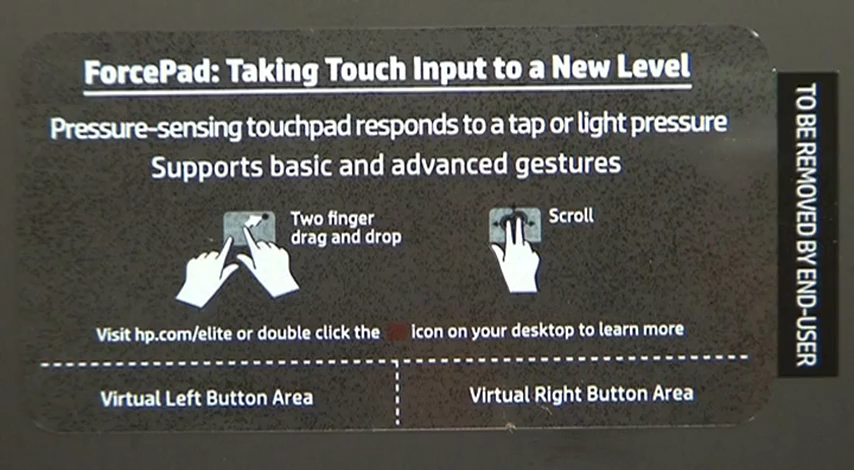 ForcePad: Taking Touch Input to a New Level
Pressure-sensing touchpad responds to a tap or light pressure
Supports basic and advanced gestures
Two finger
drag and drop
Scroll
Visit hp.com/elite or double click the icon on your desktop to learn more
Virtual Left Button Area
Virtual Right Button Area
TO BE REMOVED BY END-USER